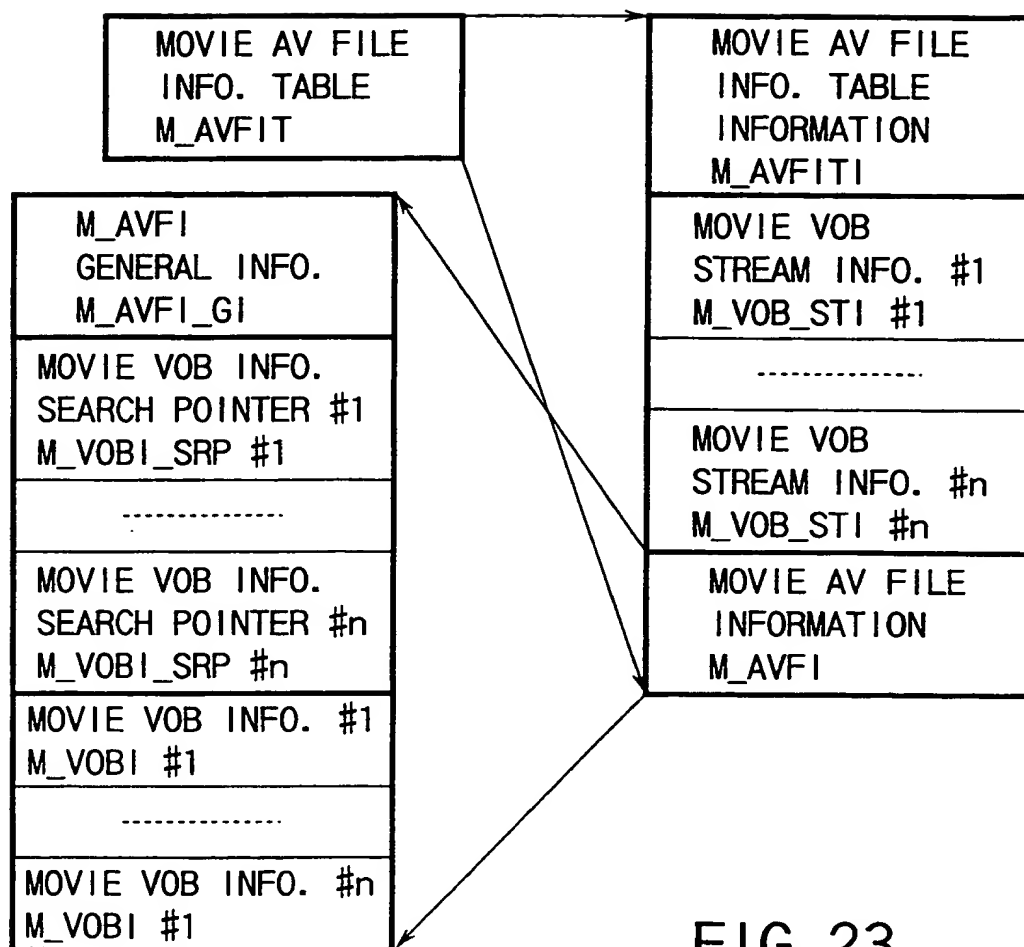 MOVIE AV FILE
INFO. TABLE
M_AVFIT
MOVIE AV FILE
INFO. TABLE
INFORMATION
M_AVFITI
MOVIE VOB
STREAM INFO. #1
M_VOB_STI #1
MOVIE VOB
STREAM INFO. #n
M_VOB_STI #n
MOVIE AV FILE
INFORMATION
M_AVFI
M_AVFI
GENERAL INFO.
M_AVFI_GI
MOVIE VOB INFO.
SEARCH POINTER #1
M_VOBI_SRP #1
MOVIE VOB INFO.
SEARCH POINTER #n
M_VOBI_SRP #n
MOVIE VOB INFO. #1
M_VOBI #1
MOVIE VOB INFO. #n
M_VOBI #1
FIG. 23